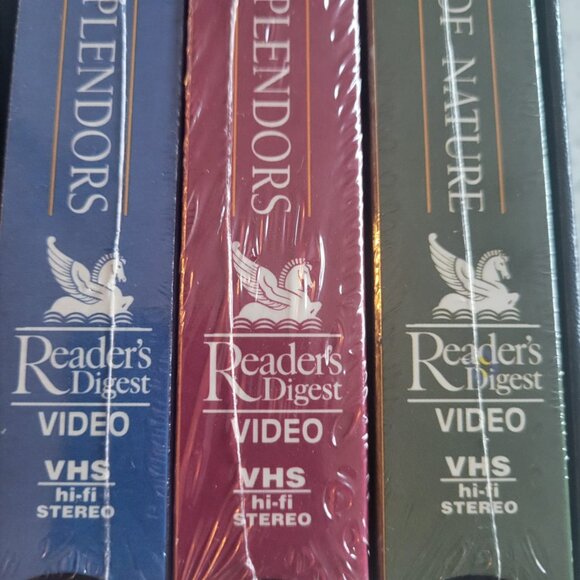 PLENDORS
Reader's
Digest
VIDEO
VHS
hi-fi
STEREO
PLENDORS
Reader's
Digest
VIDEO
VHS
hi-fi
STEREO
OF NATURE
Reader's
Digest
VIDEO
VHS
hi-fi
STEREO